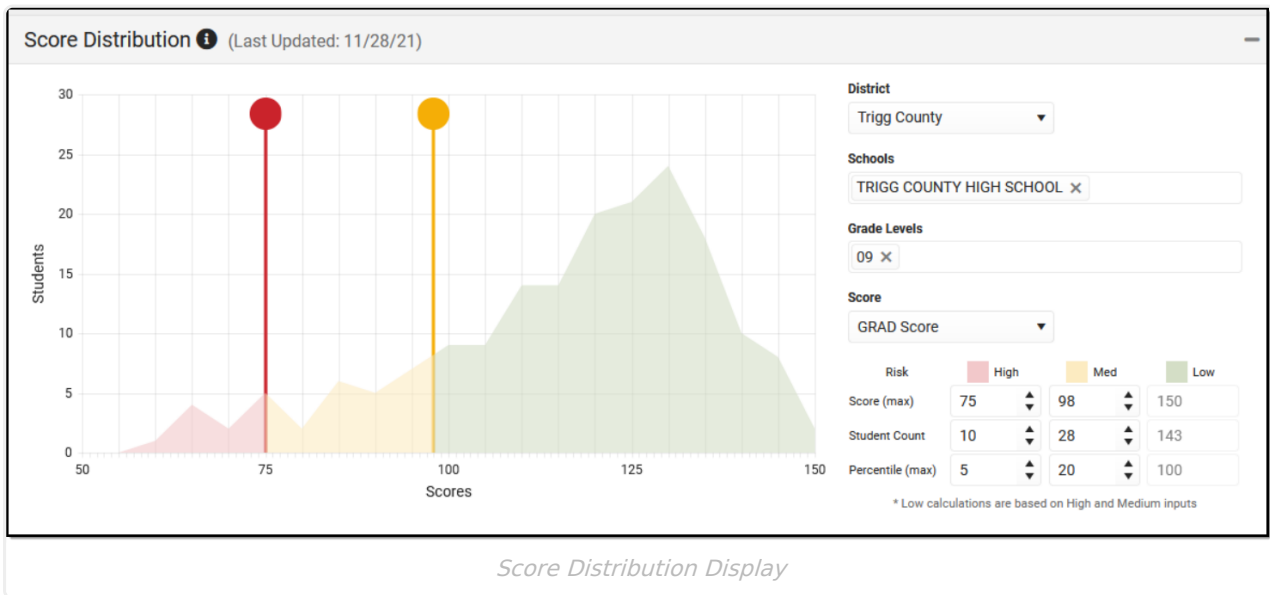 Score Distribution (Last Updated: 11/28/21)
30
25
20
15
10
5
0
Students
50 75 100 125 150
Scores
District
Trigg County
Schools
TRIGG COUNTY HIGH SCHOOL
Grade Levels
09
Score
GRAD Score
Risk High Med Low
Score (max) 75 98 150
Student Count 10 28 143
Percentile (max) 5 20 100
* Low calculations are based on High and Medium inputs
Score Distribution Display